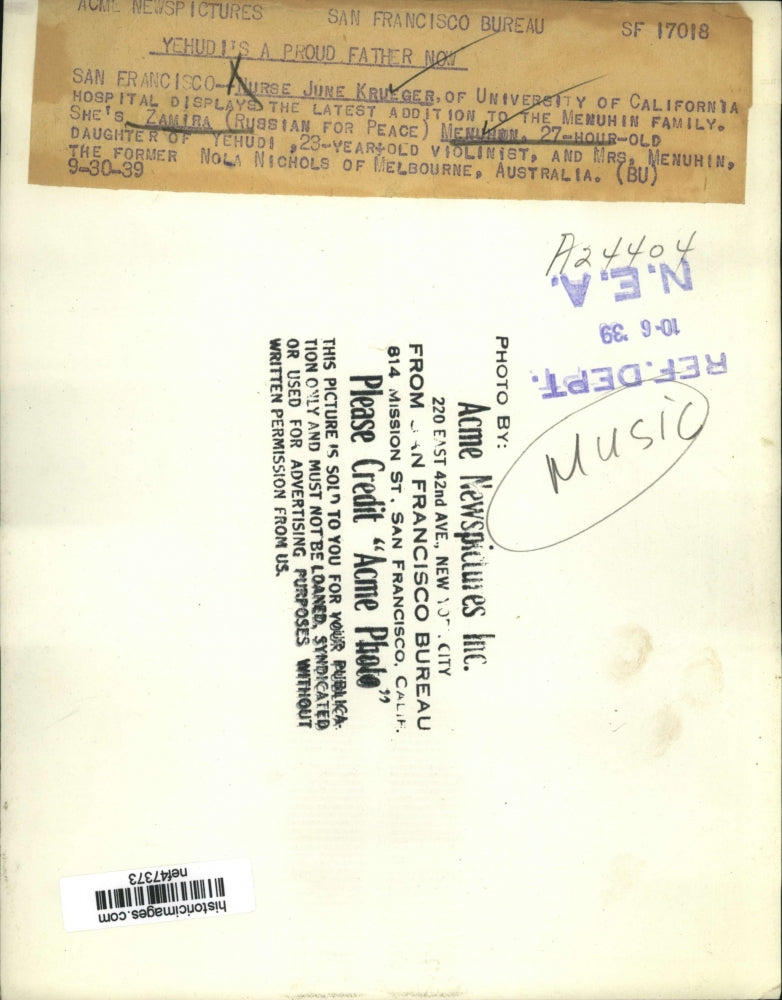 ACME NEWSPICTURES SAN FRANCISCO BUREAU SF 17018
YEHUDI'S A PROUD FATHER NOW
SAN FRANCISCO--NURSE JUNE KRUEGER, OF UNIVERSITY OF CALIFORNIA
HOSPITAL DISPLAYS THE LATEST ADDITION TO THE MENUHIN FAMILY.
SHE'S ZAMIRA (RUSSIAN FOR PEACE) MENUHIN, 27-HOUR-OLD
DAUGHTER OF YEHUDI, 23-YEAR-OLD VIOLINIST, AND MRS. MENUHIN,
THE FORMER NOLA NICHOLS OF MELBOURNE, AUSTRALIA. (BU)
9-30-39
A24404
N.E.A.
10-6 '39
REF. DEPT.
MUSIC
PHOTO BY:
Acme Newspictures Inc.
220 EAST 42nd AVE., NEW YORK CITY
FROM SAN FRANCISCO BUREAU
814 MISSION ST., SAN FRANCISCO, CALIF.
Please Credit "Acme Photo"
THIS PICTURE IS SOLD TO YOU FOR YOUR PUBLICA-
TION ONLY AND MUST NOT BE LOANED, SYNDICATED
OR USED FOR ADVERTISING PURPOSES WITHOUT
WRITTEN PERMISSION FROM US.
historicimages.com
nef47373